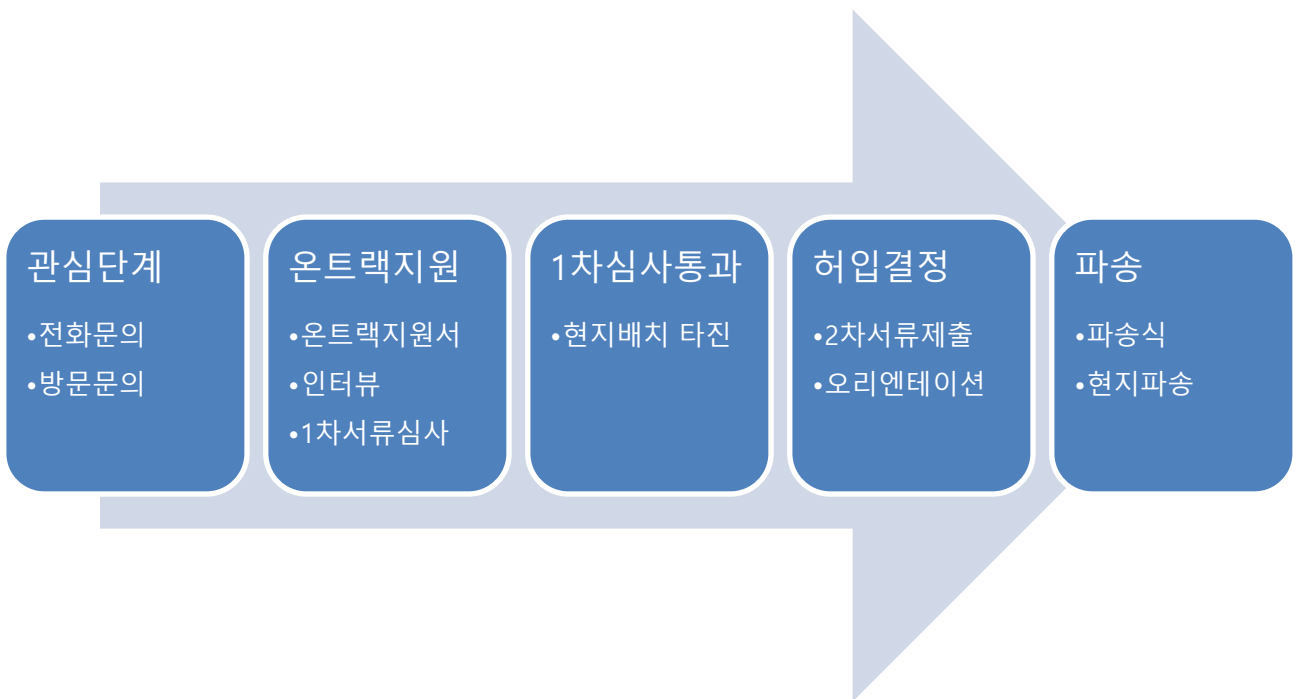 관심단계
•전화문의
•방문문의
온트랙지원
•온트랙지원서
•인터뷰
•1차서류심사
1차심사통과
•현지배치 타진
허입결정
•2차서류제출
•오리엔테이션
파송
•파송식
•현지파송